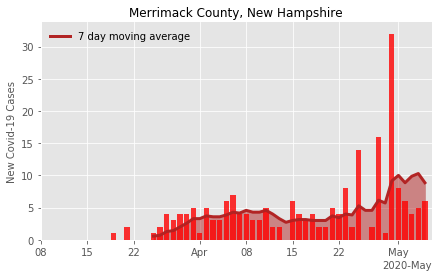 Merrimack County, New Hampshire
7 day moving average
New Covid-19 Cases
30
25
20
15
10
5
0
08
15
22
Apr
08
15
22
May
2020-May